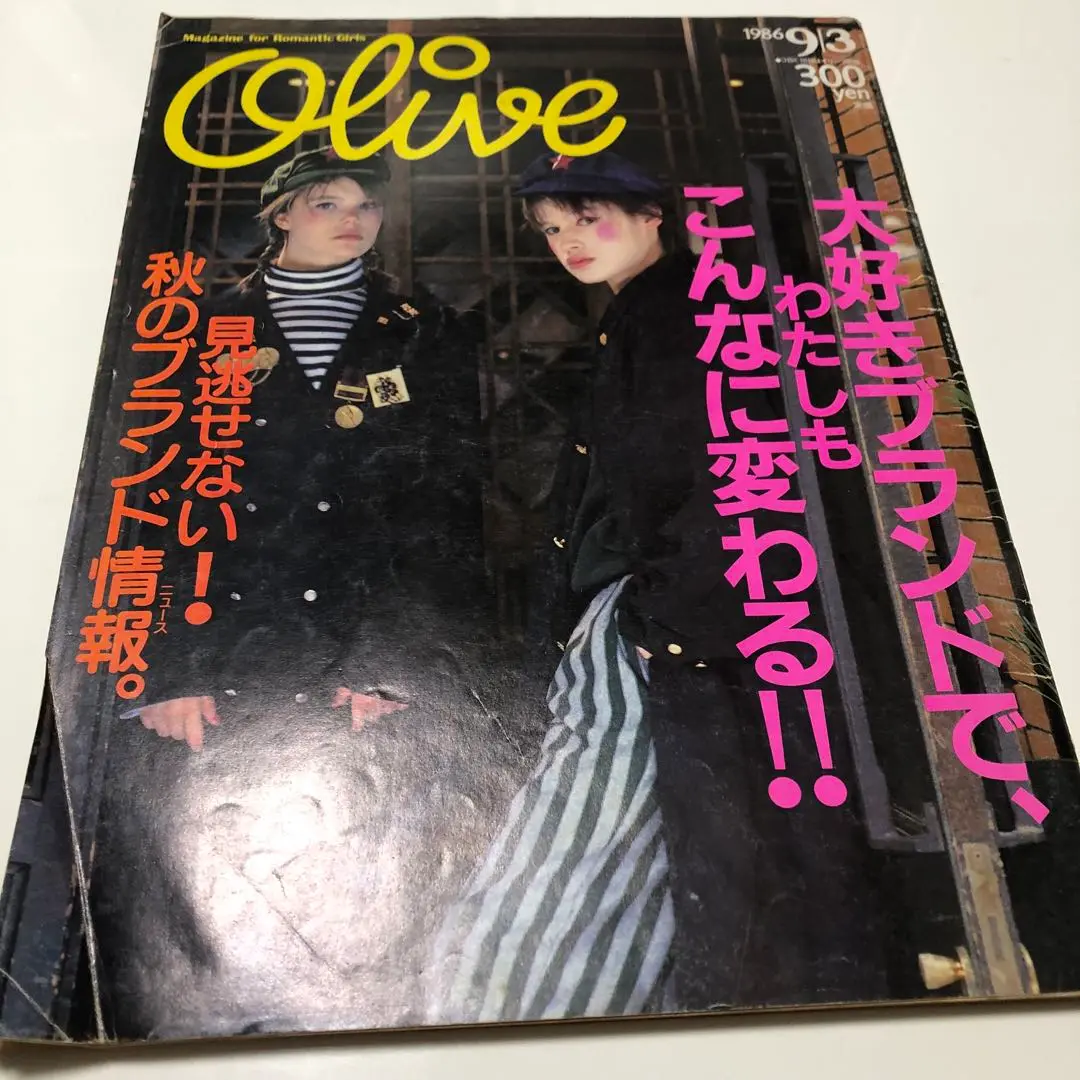 Magazine for Romantic Girls
Olive
1986 9/3
300
yen
大好きブランドで、
わたしも
こんなに変わる!!
見逃せない!
秋のブランド情報。
ニュース